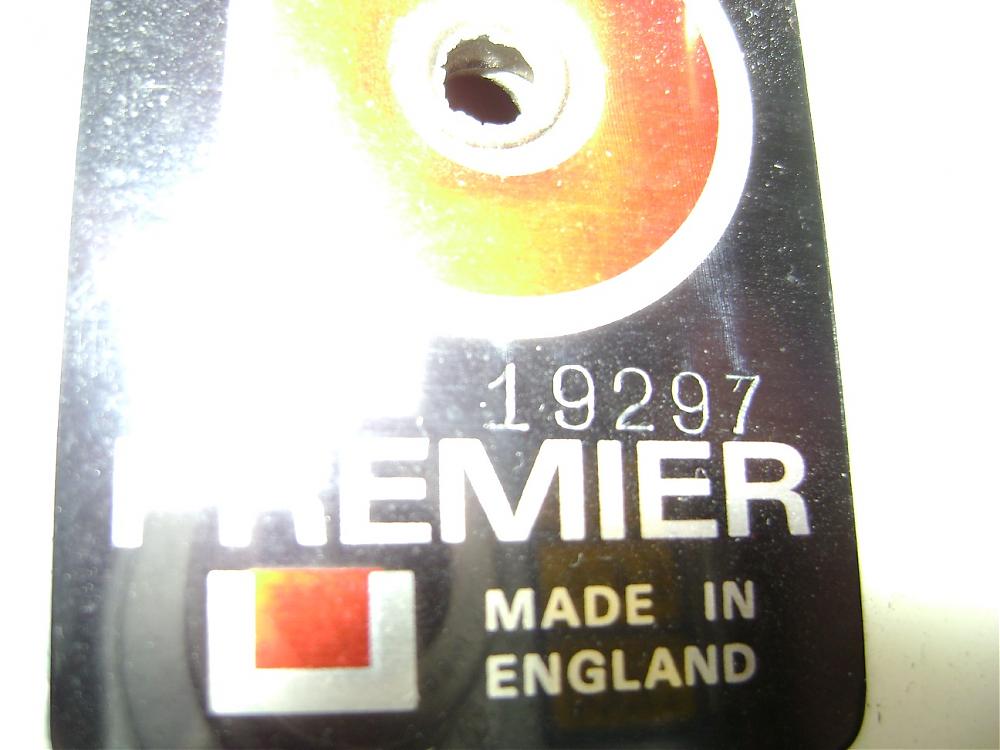 19297
PREMIER
MADE IN
ENGLAND